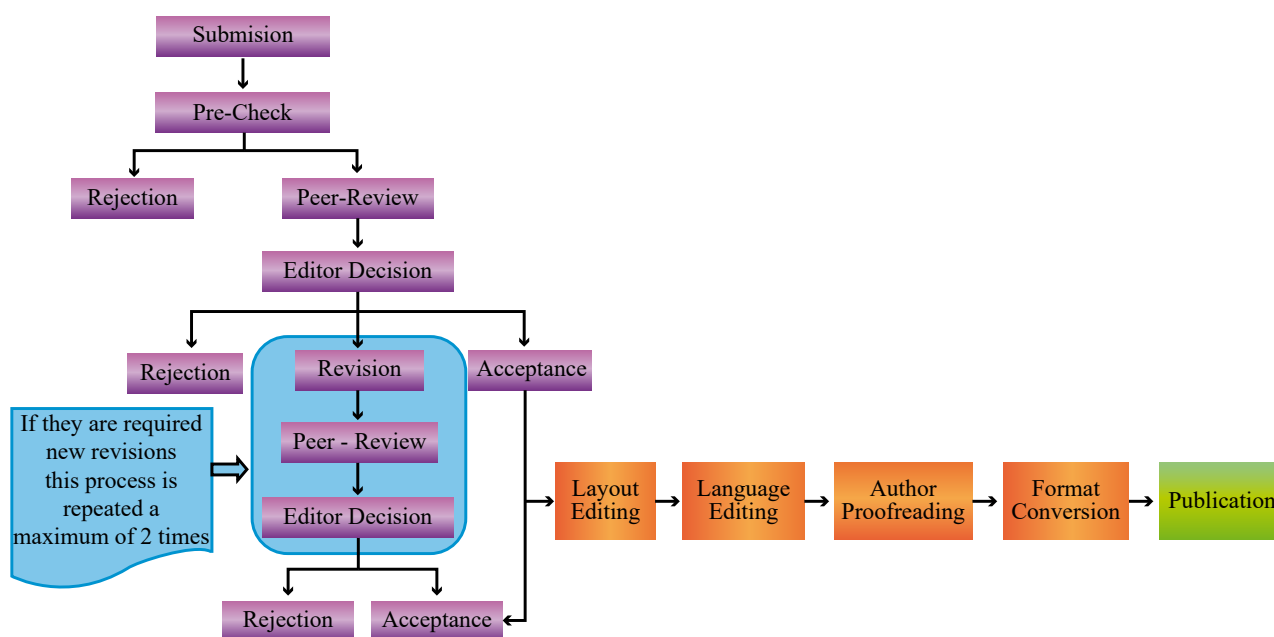 Submision
Pre-Check
Rejection
Peer-Review
Editor Decision
Rejection
Revision
Acceptance
If they are required
new revisions
this process is
repeated a
maximum of 2 times
Peer - Review
Editor Decision
Rejection
Acceptance
Layout
Editing
Language
Editing
Author
Proofreading
Format
Conversion
Publication